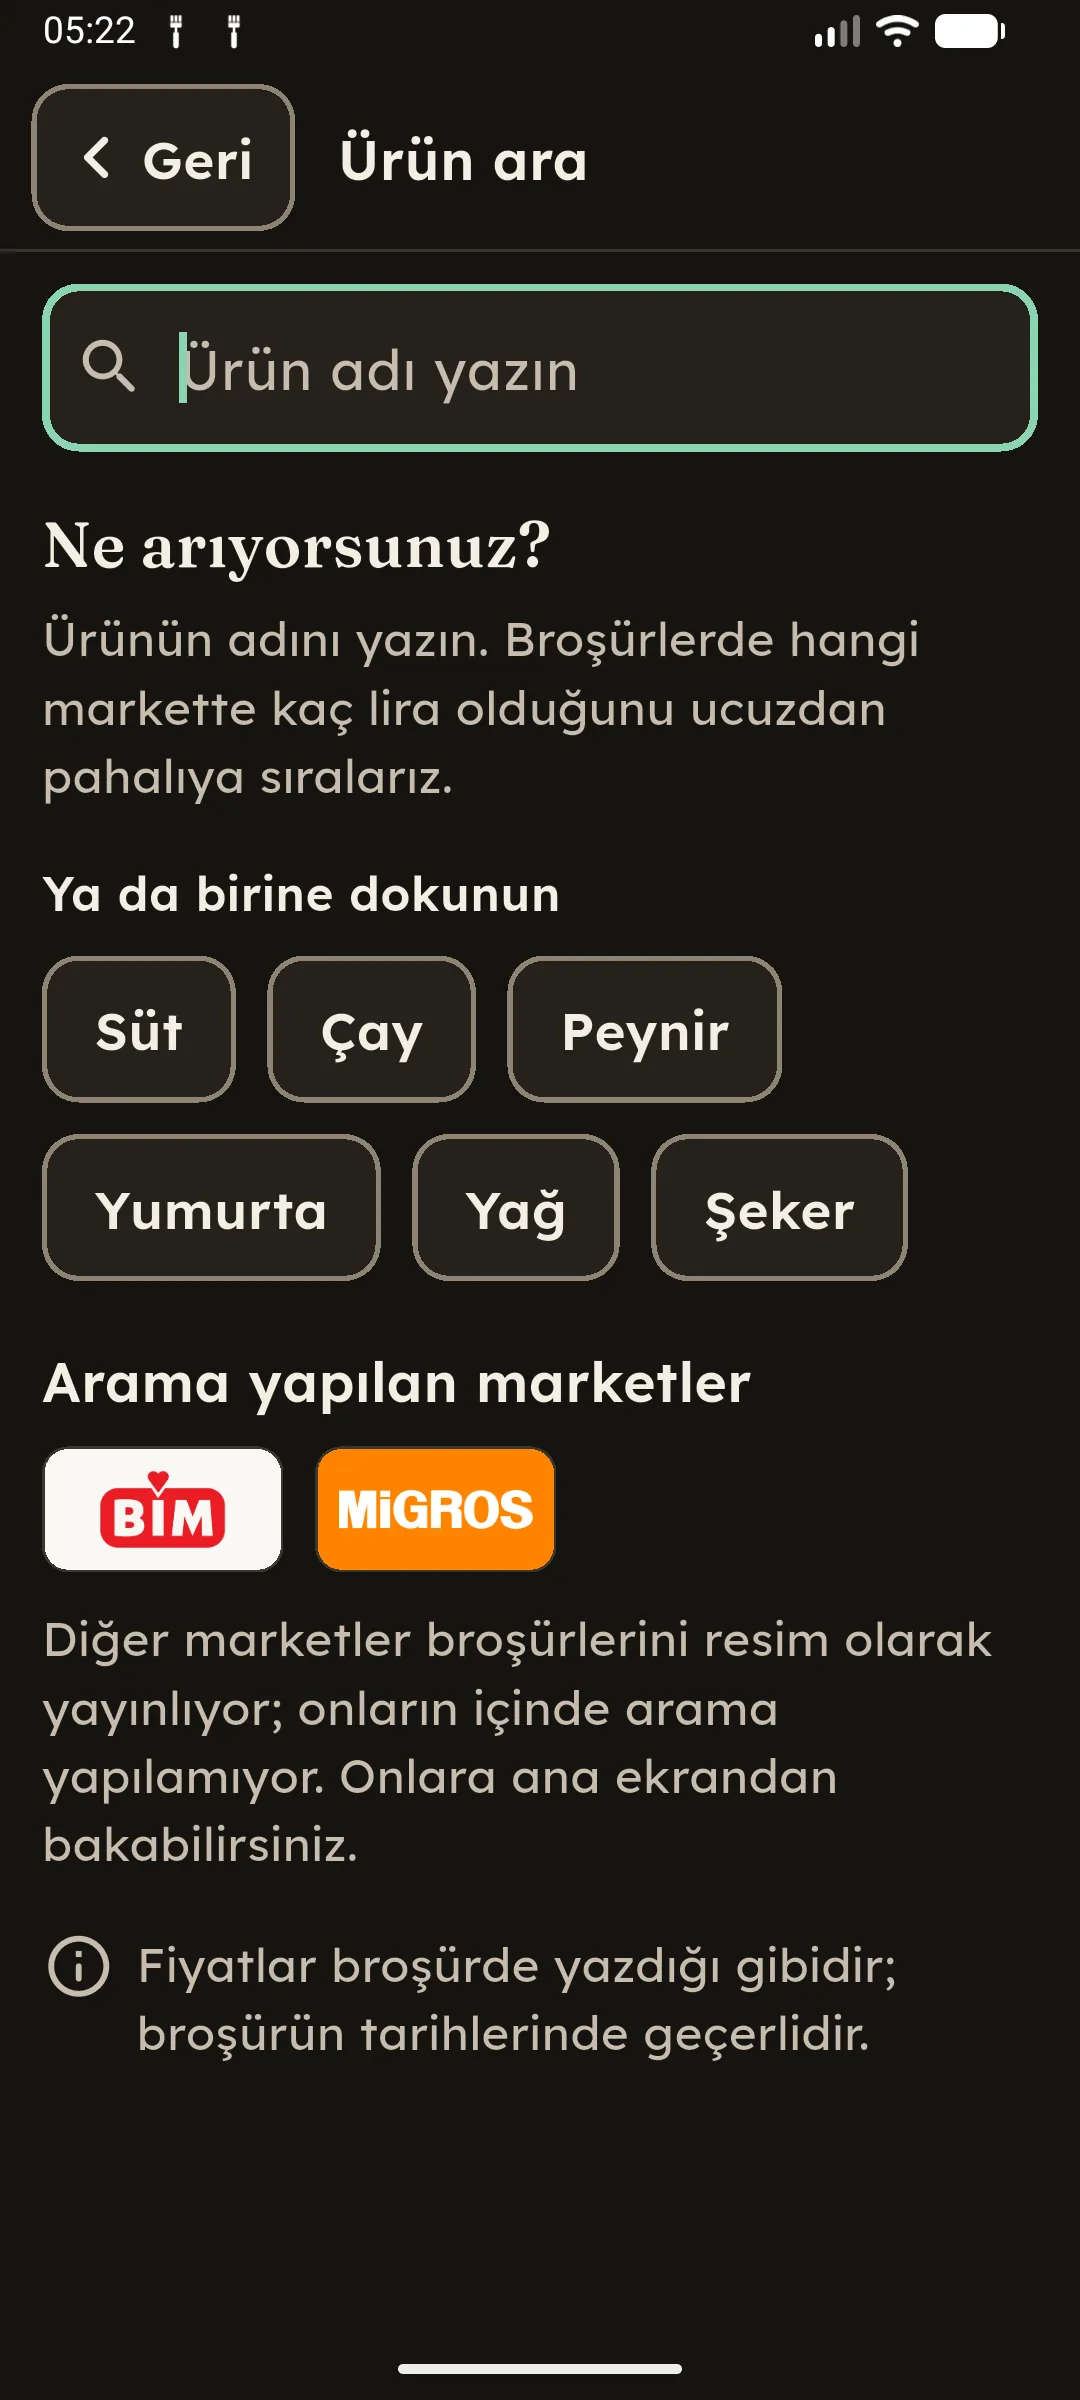 05:22
Geri
Ürün ara
Ürün adı yazın
Ne arıyorsunuz?
Ürünün adını yazın. Broşürlerde hangi
markette kaç lira olduğunu ucuzdan
pahalıya sıralarız.
Ya da birine dokunun
Süt
Çay
Peynir
Yumurta
Yağ
Şeker
Arama yapılan marketler
BİM
MiGROS
Diğer marketler broşürlerini resim olarak
yayınlıyor; onların içinde arama
yapılamıyor. Onlara ana ekrandan
bakabilirsiniz.
Fiyatlar broşürde yazdığı gibidir;
broşürün tarihlerinde geçerlidir.